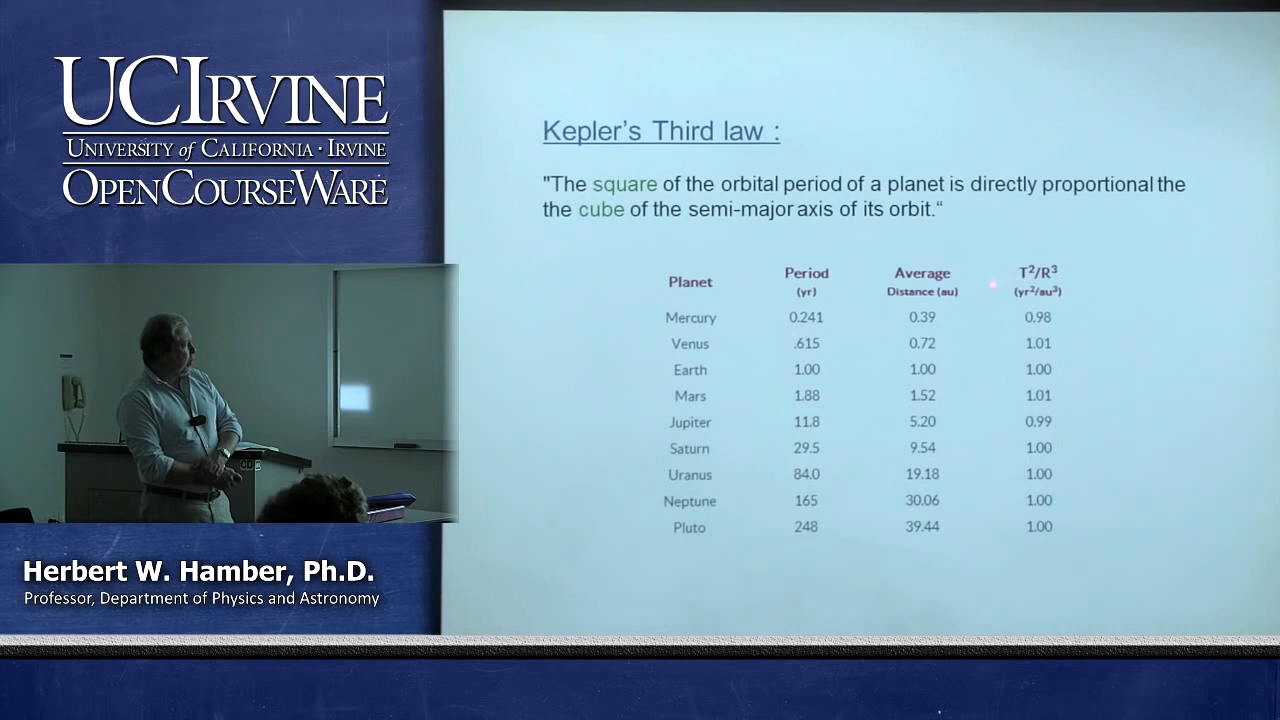 UCIRVINE
UNIVERSITY of CALIFORNIA · IRVINE
OPENCOURSEWARE
Herbert W. Hamber, Ph.D.
Professor, Department of Physics and Astronomy
Kepler’s Third law :
"The square of the orbital period of a planet is directly proportional the
the cube of the semi-major axis of its orbit.“
Planet Period (yr) Average Distance (au) T²/R³ (yr²/au³)
Mercury 0.241 0.39 0.98
Venus .615 0.72 1.01
Earth 1.00 1.00 1.00
Mars 1.88 1.52 1.01
Jupiter 11.8 5.20 0.99
Saturn 29.5 9.54 1.00
Uranus 84.0 19.18 1.00
Neptune 165 30.06 1.00
Pluto 248 39.44 1.00